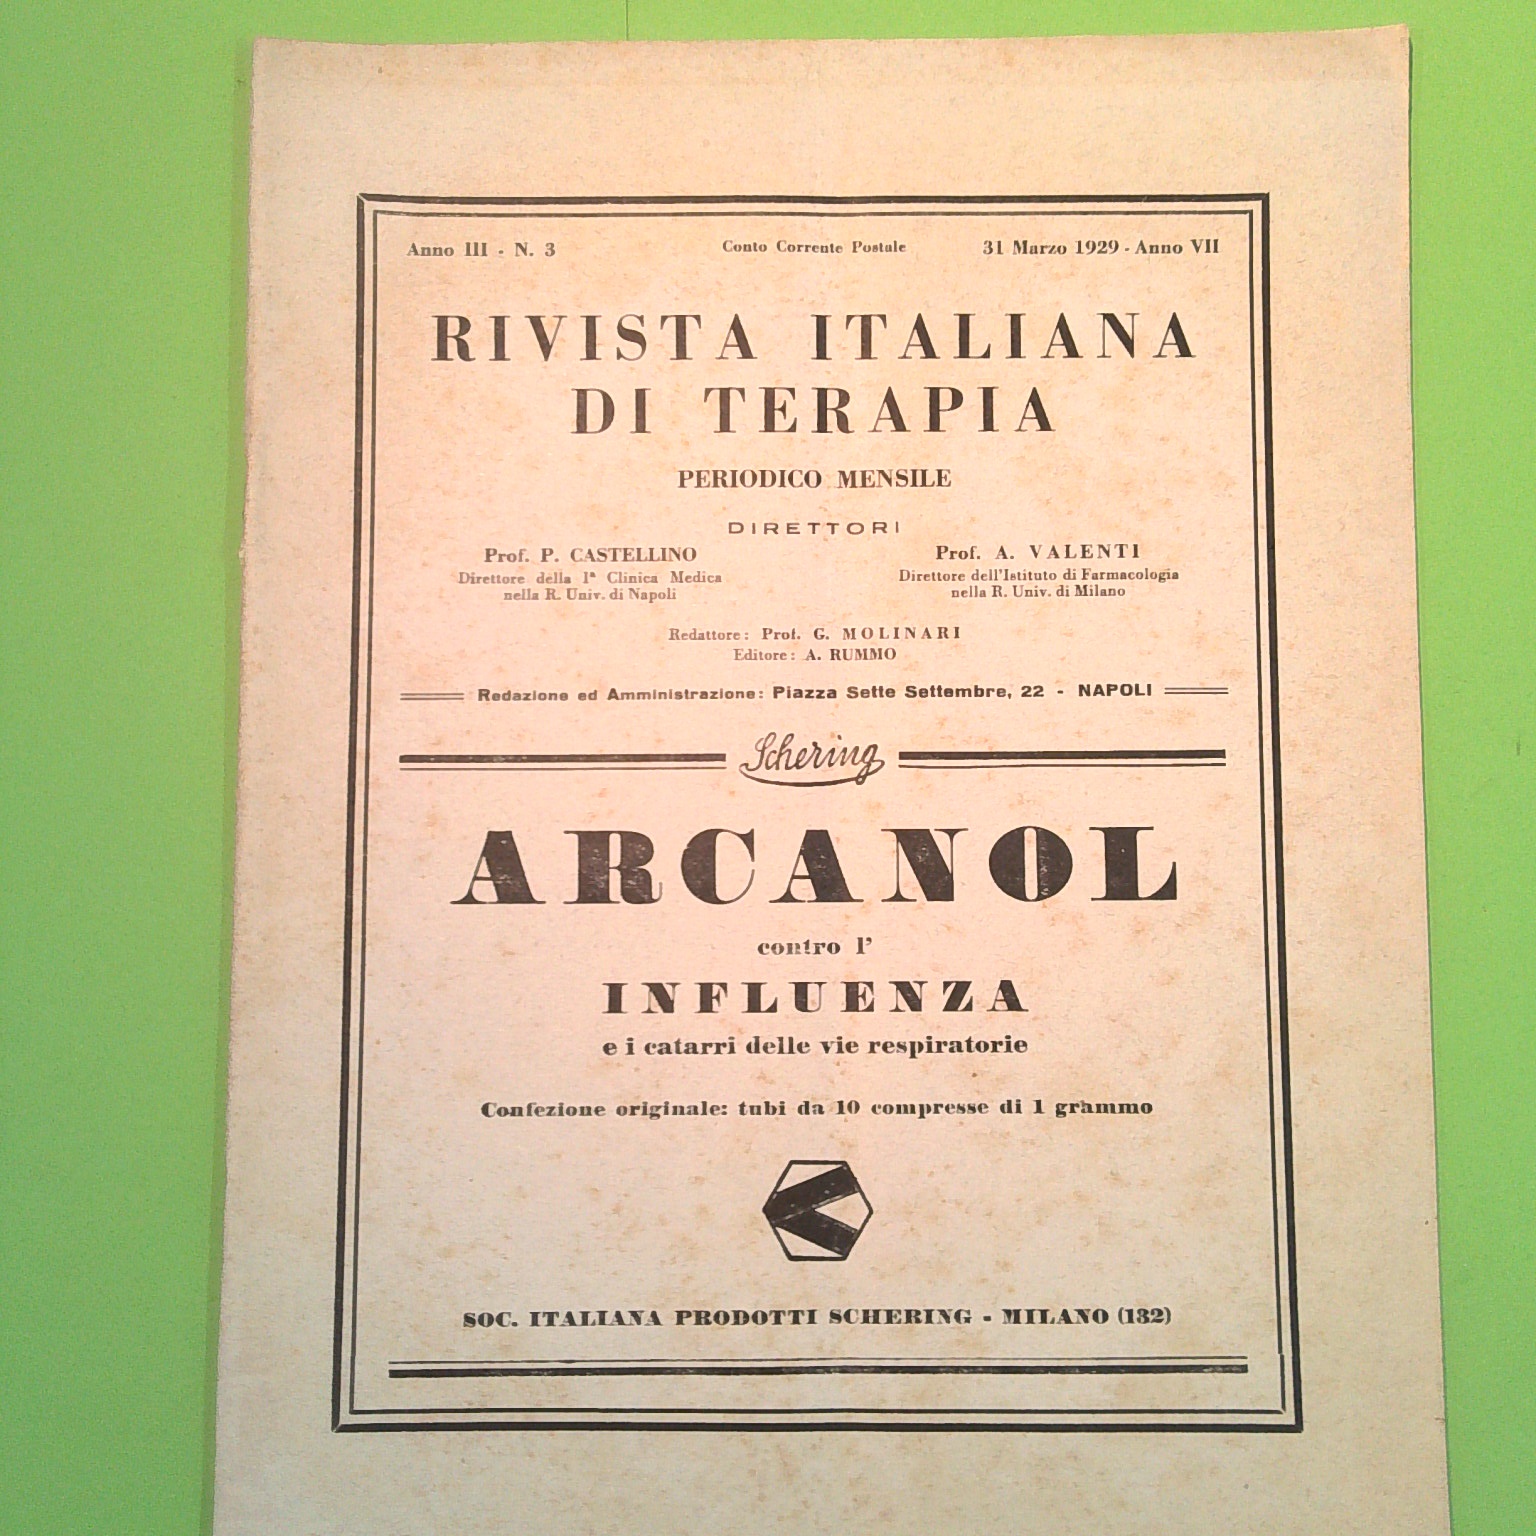 Anno III - N. 3 Conto Corrente Postale 31 Marzo 1929 - Anno VII
RIVISTA ITALIANA
DI TERAPIA
PERIODICO MENSILE
DIRETTORI
Prof. P. CASTELLINO
Direttore della Iª Clinica Medica
nella R. Univ. di Napoli
Prof. A. VALENTI
Direttore dell'Istituto di Farmacologia
nella R. Univ. di Milano
Redattore: Prof. G. MOLINARI
Editore: A. RUMMO
Redazione ed Amministrazione: Piazza Sette Settembre, 22 - NAPOLI
Schering
ARCANOL
contro l'
INFLUENZA
e i catarri delle vie respiratorie
Confezione originale: tubi da 10 compresse di 1 grammo
SOC. ITALIANA PRODOTTI SCHERING - MILANO (132)